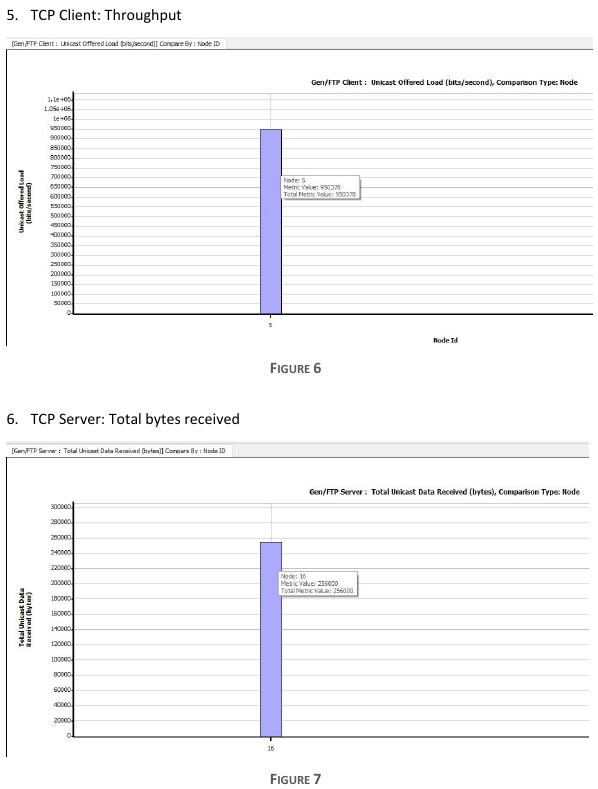 5. TCP Client: Throughput
[Gen/FTP Client : Unicast Offered Load (bits/second)] Compare By : Node ID
Gen/FTP Client : Unicast Offered Load (bits/second), Comparison Type: Node
1.1e+06
1.05e+06
1e+06
950000
900000
850000
800000
750000
700000
650000
600000
550000
500000
450000
400000
350000
300000
250000
200000
150000
100000
50000
0
Unicast Offered Load
(bits/second)
Node: 5
Metric Value: 950378
Total Metric Value: 950378
5
Node Id
FIGURE 6
6. TCP Server: Total bytes received
[Gen/FTP Server : Total Unicast Data Received (bytes)] Compare By : Node ID
Gen/FTP Server : Total Unicast Data Received (bytes), Comparison Type: Node
300000
280000
260000
240000
220000
200000
180000
160000
140000
120000
100000
80000
60000
40000
20000
0
Total Unicast Data
Received (bytes)
Node: 16
Metric Value: 256000
Total Metric Value: 256000
16
FIGURE 7